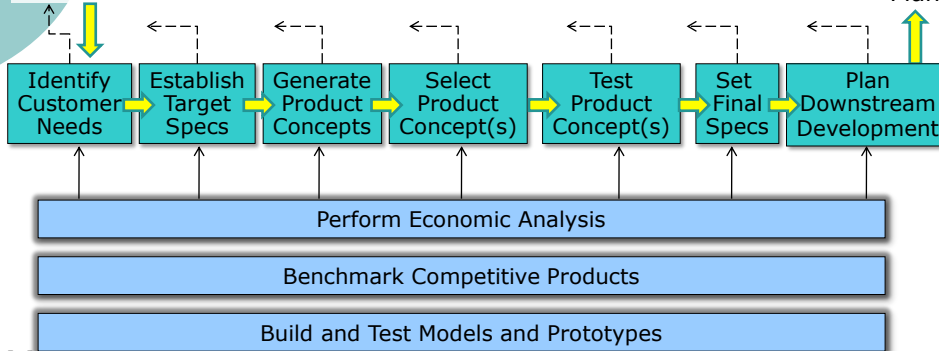 Identify
Customer
Needs
Establish
Target
Specs
Generate
Product
Concepts
Select
Product
Concept(s)
Test
Product
Concept(s)
Set
Final
Specs
Plan
Downstream
Development
Perform Economic Analysis
Benchmark Competitive Products
Build and Test Models and Prototypes